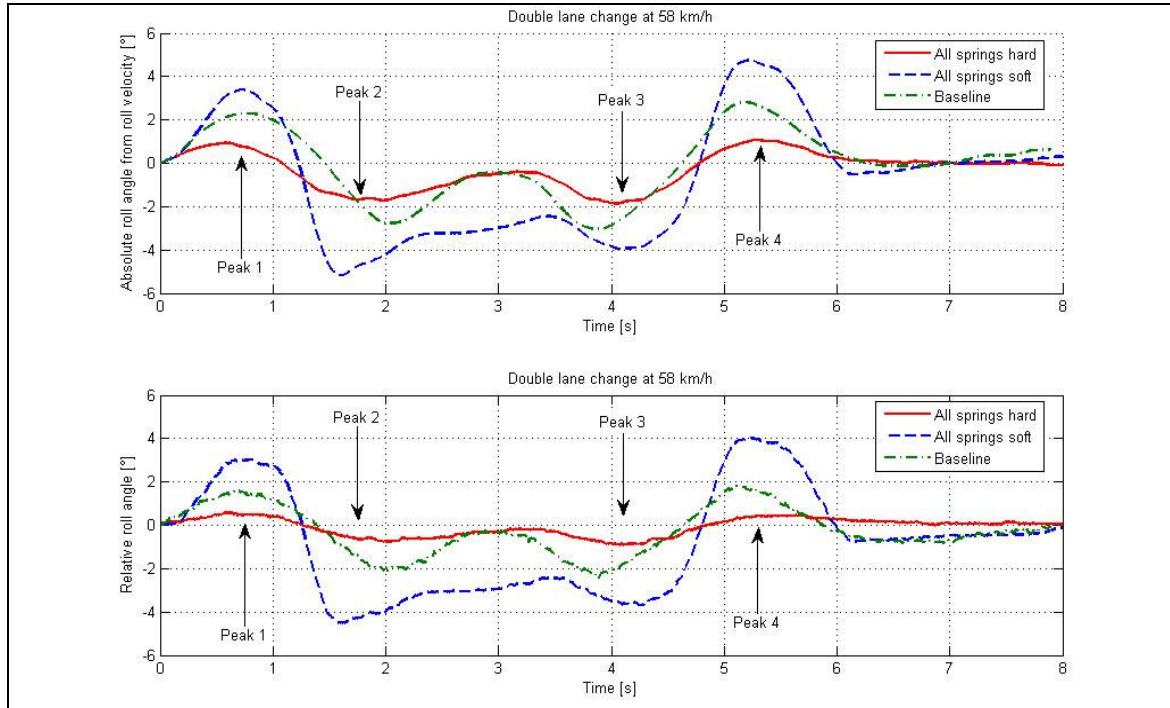 Double lane change at 58 km/h
Absolute roll angle from roll velocity [°]
6
4
2
0
-2
-4
-6
Peak 1
Peak 2
Peak 3
Peak 4
All springs hard
All springs soft
Baseline
0 1 2 3 4 5 6 7 8
Time [s]
Double lane change at 58 km/h
Relative roll angle [°]
6
4
2
0
-2
-4
-6
Peak 1
Peak 2
Peak 3
Peak 4
All springs hard
All springs soft
Baseline
0 1 2 3 4 5 6 7 8
Time [s]